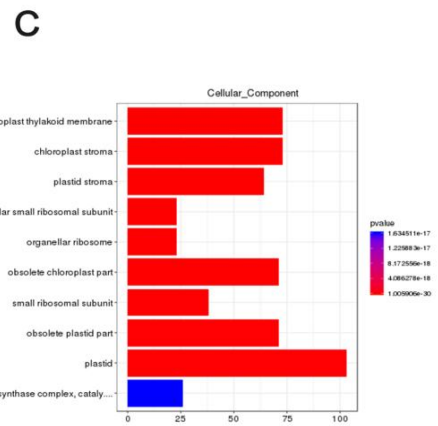 C
Cellular_Component
oplast thylakoid membrane
chloroplast stroma
plastid stroma
lar small ribosomal subunit
organellar ribosome
obsolete chloroplast part
small ribosomal subunit
obsolete plastid part
plastid
synthase complex, cataly....
0 25 50 75 100
pvalue
1.634511e-17
1.225883e-17
8.172556e-18
4.086278e-18
1.005906e-30